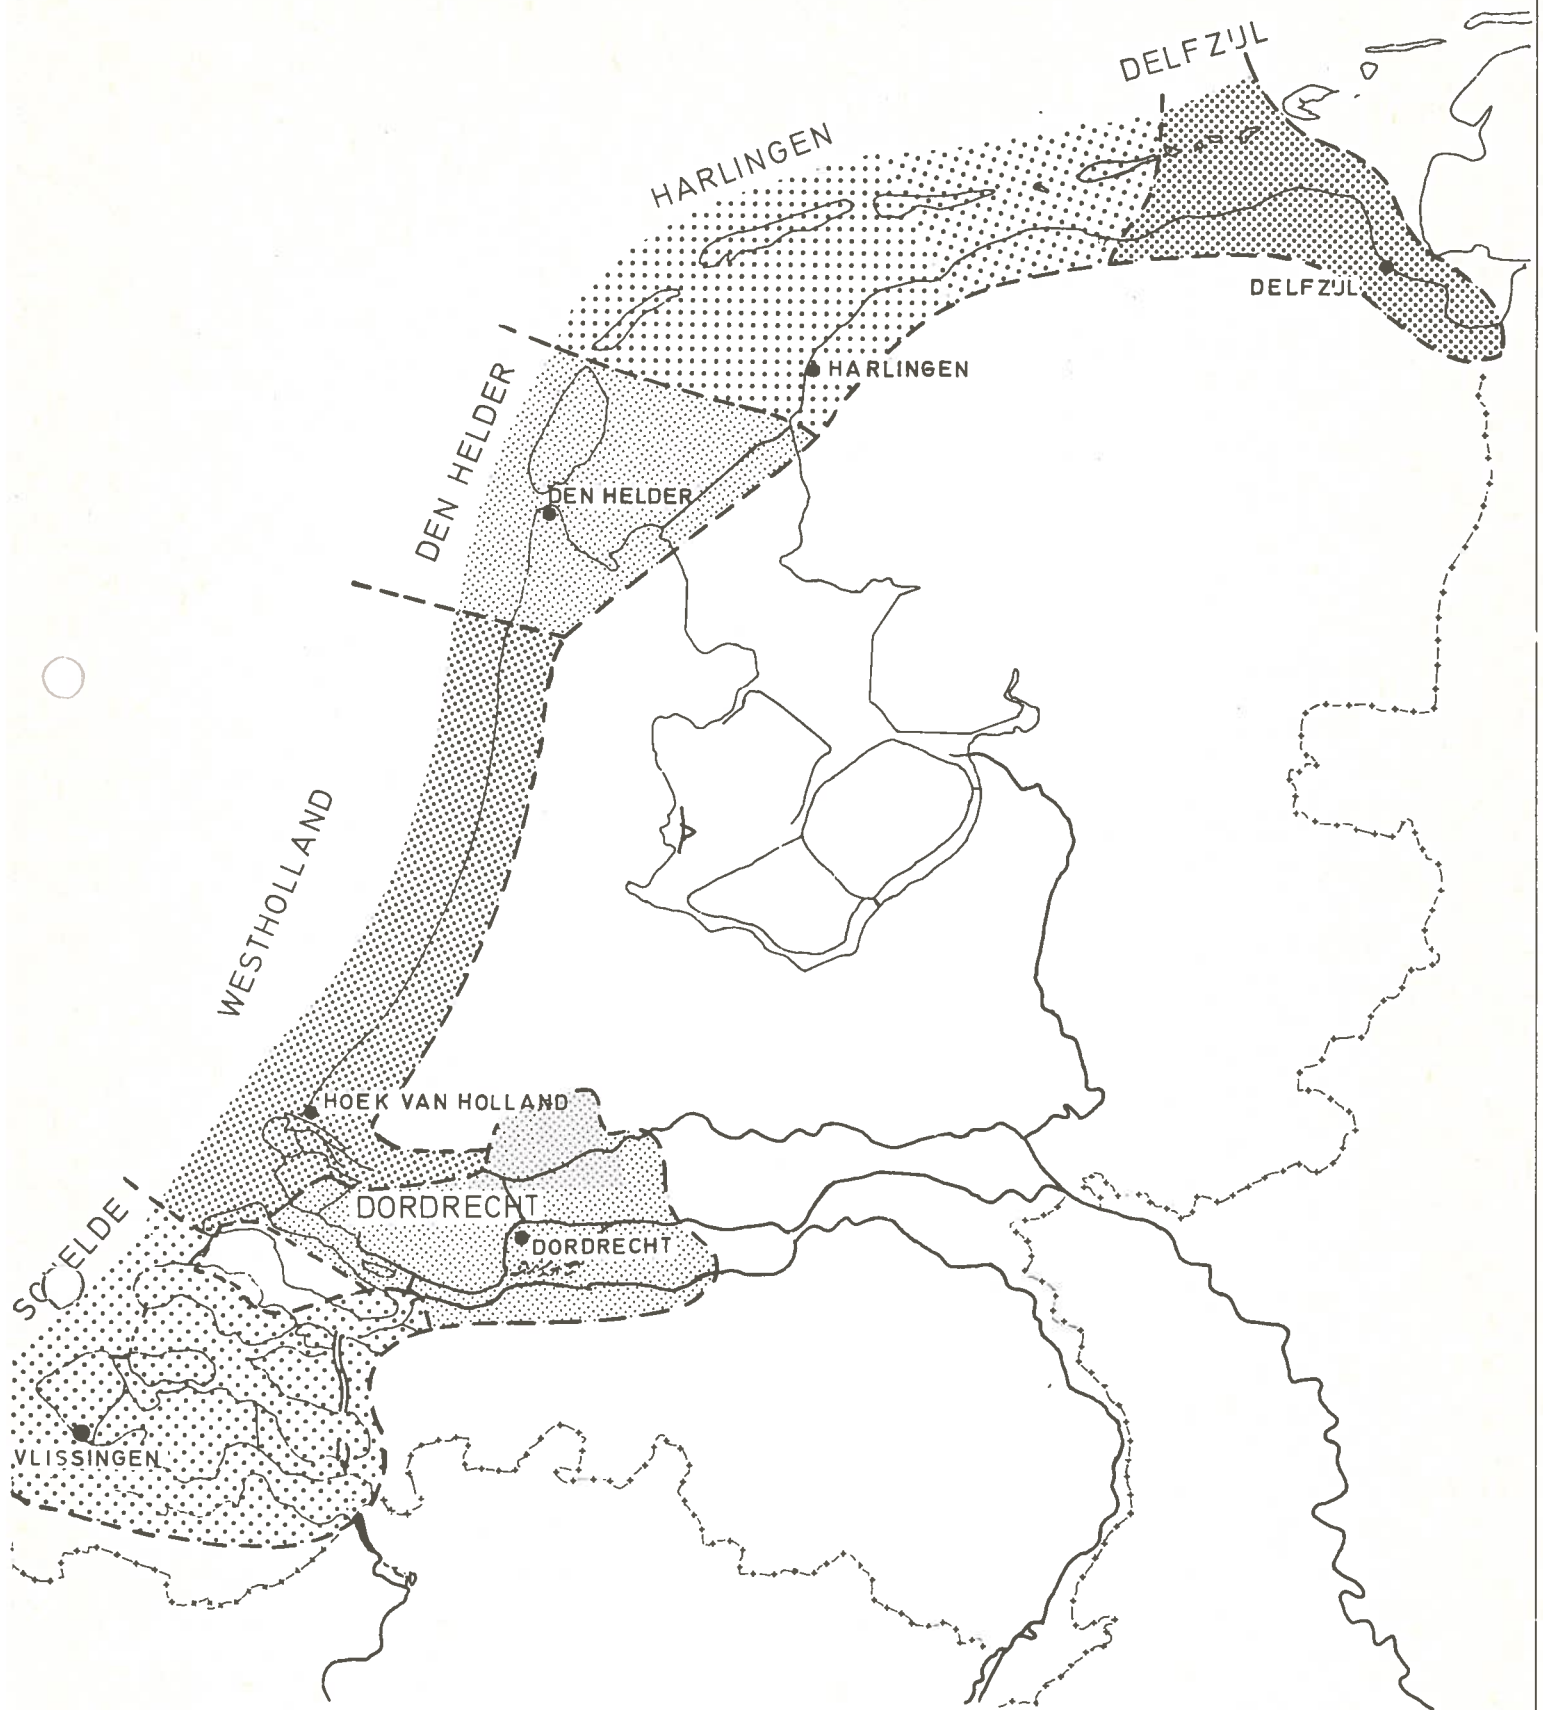 DELFZIJL
HARLINGEN
DELFZIJL
HARLINGEN
DEN HELDER
DEN HELDER
WESTHOLLAND
HOEK VAN HOLLAND
DORDRECHT
DORDRECHT
VLISSINGEN